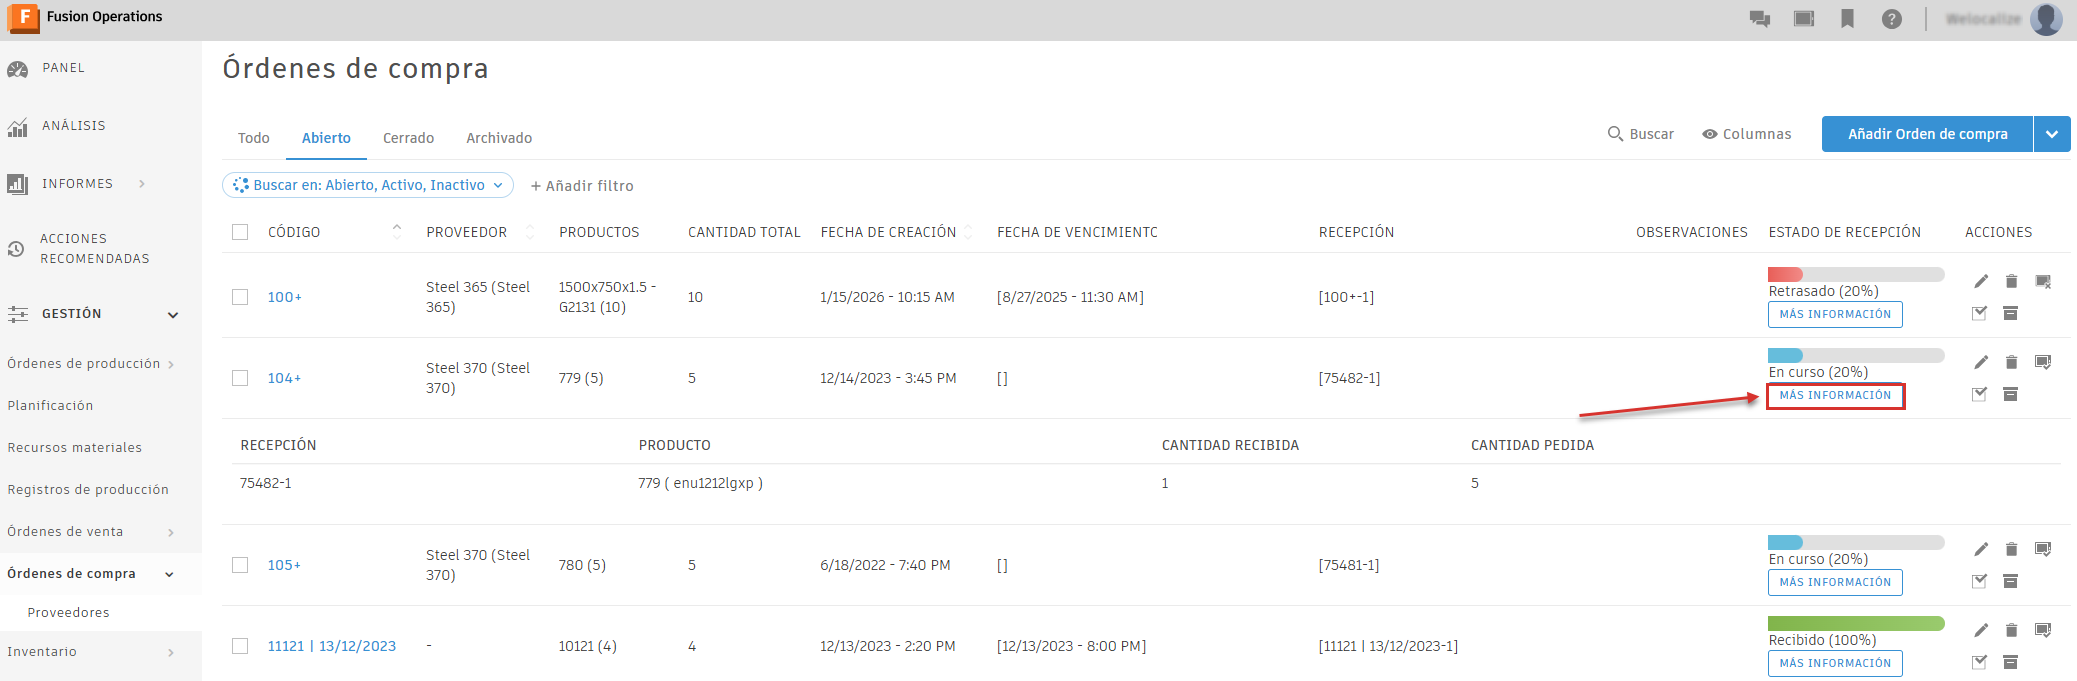 Fusion Operations
PANEL
ANÁLISIS
INFORMES
ACCIONES
RECOMENDADAS
GESTIÓN
Órdenes de producción
Planificación
Recursos materiales
Registros de producción
Órdenes de venta
Órdenes de compra
Proveedores
Inventario
Órdenes de compra
Todo Abierto Cerrado Archivado
Buscar Columnas Añadir Orden de compra
Buscar en: Abierto, Activo, Inactivo + Añadir filtro
CÓDIGO PROVEEDOR PRODUCTOS CANTIDAD TOTAL FECHA DE CREACIÓN FECHA DE VENCIMIENTC RECEPCIÓN OBSERVACIONES ESTADO DE RECEPCIÓN ACCIONES
100+ Steel 365 (Steel 365) 1500x750x1.5 - G2131 (10) 10 1/15/2026 - 10:15 AM [8/27/2025 - 11:30 AM] [100+-1] Retrasado (20%)
MÁS INFORMACIÓN
104+ Steel 370 (Steel 370) 779 (5) 5 12/14/2023 - 3:45 PM [] [75482-1] En curso (20%)
MÁS INFORMACIÓN
RECEPCIÓN PRODUCTO CANTIDAD RECIBIDA CANTIDAD PEDIDA
75482-1 779 ( enu1212lgxp ) 1 5
105+ Steel 370 (Steel 370) 780 (5) 5 6/18/2022 - 7:40 PM [] [75481-1] En curso (20%)
MÁS INFORMACIÓN
11121 | 13/12/2023 - 10121 (4) 4 12/13/2023 - 2:20 PM [12/13/2023 - 8:00 PM] [11121 | 13/12/2023-1] Recibido (100%)
MÁS INFORMACIÓN